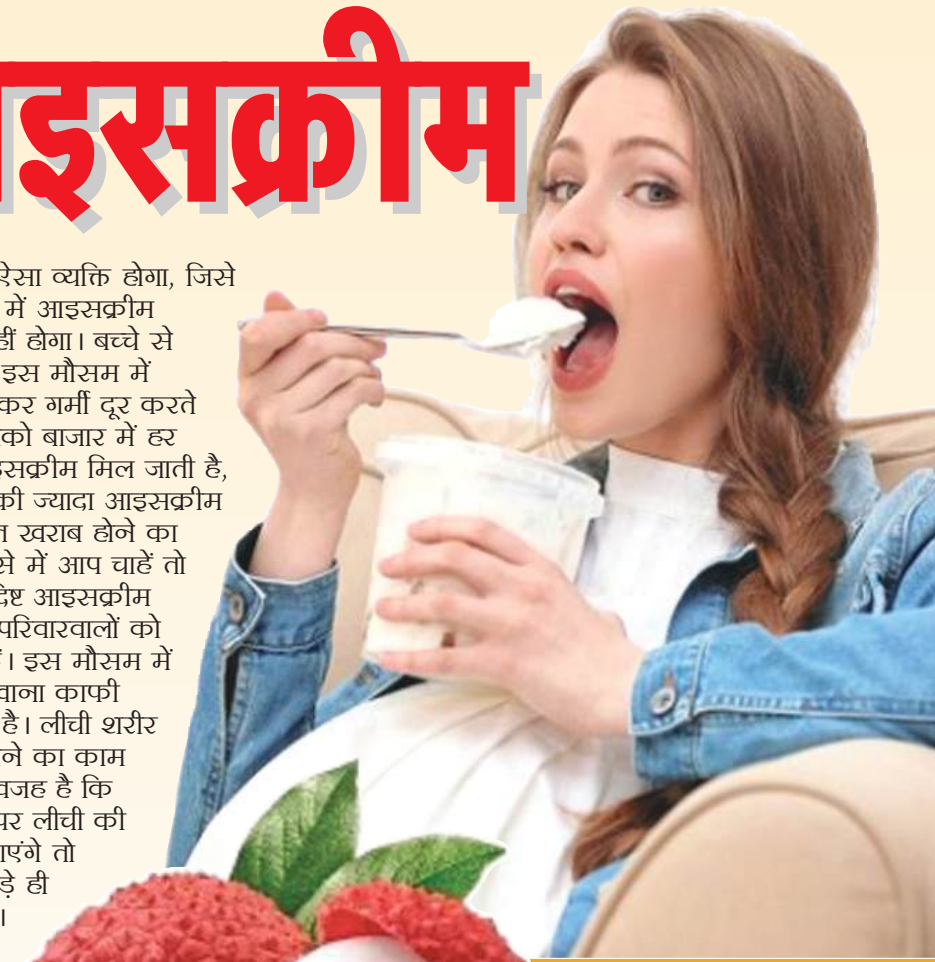 इसक्रीम
ऐसा व्यक्ति होगा, जिसे
में आइसक्रीम
हीं होगा। बच्चे से
इस मौसम में
कर गर्मी दूर करते
को बाजार में हर
इसक्रीम मिल जाती है,
की ज्यादा आइसक्रीम
खराब होने का
से में आप चाहें तो
दिष्ट आइसक्रीम
परिवारवालों को
। इस मौसम में
खाना काफी
है। लीची शरीर
ने का काम
वजह है कि
पर लीची की
एंगे तो
ड़े ही
।